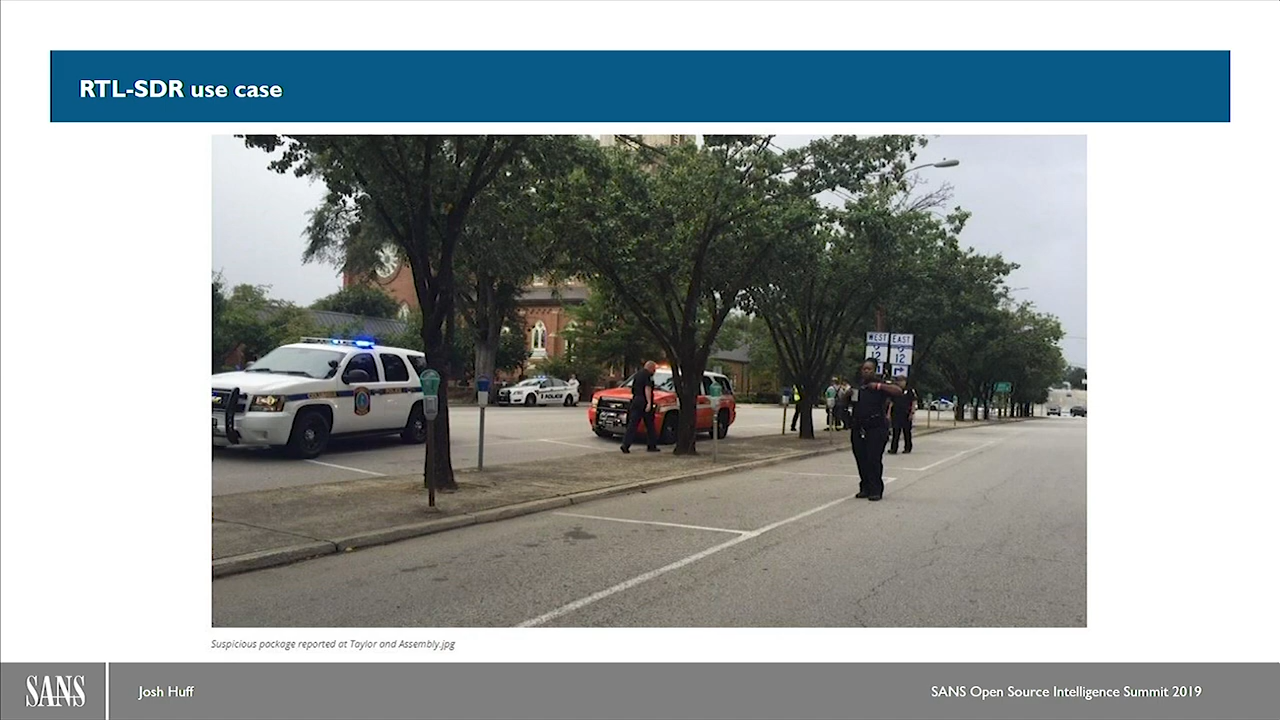 RTL-SDR use case
POLICE
WEST EAST
12 12
Suspicious package reported at Taylor and Assembly.jpg
SANS
Josh Huff
SANS Open Source Intelligence Summit 2019